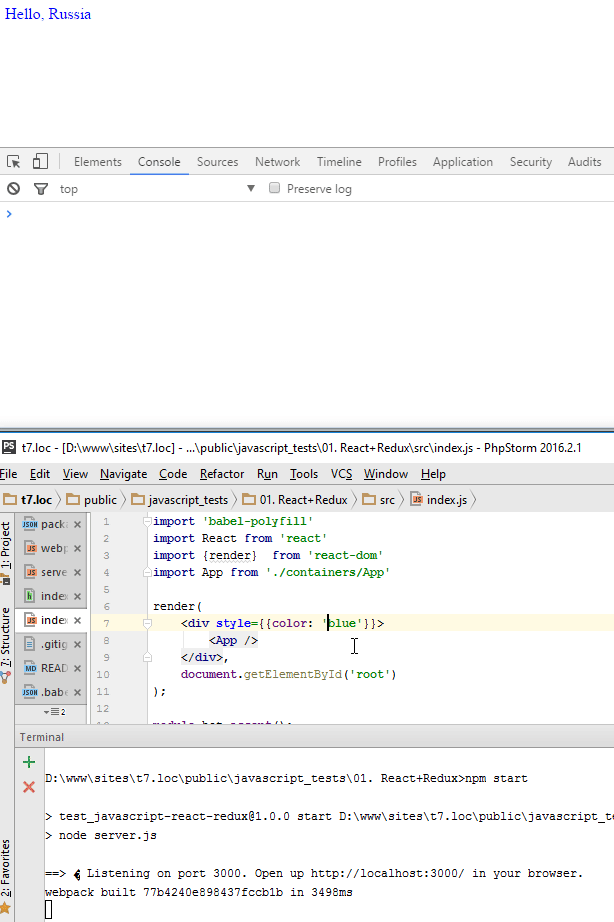 Hello, Russia
Elements Console Sources Network Timeline Profiles Application Security Audits
top Preserve log
t7.loc - [D:\www\sites\t7.loc] - ...\public\javascript_tests\01. React+Redux\src\index.js - PhpStorm 2016.2.1
File Edit View Navigate Code Refactor Run Tools VCS Window Help
t7.loc public javascript_tests 01. React+Redux src index.js
1: Project
7: Structure
2: Favorites
packa
webp
serve
index
index
.gitig
READ
.babe
2
1 import 'babel-polyfill'
2 import React from 'react'
3 import {render}  from 'react-dom'
4 import App from './containers/App'
5
6 render(
7     <div style={{color: 'blue'}}>
8         <App />
9     </div>,
10     document.getElementById('root')
11 );
12
Terminal
D:\www\sites\t7.loc\public\javascript_tests\01. React+Redux>npm start
> test_javascript-react-redux@1.0.0 start D:\www\sites\t7.loc\public\javascript_te
> node server.js
==> Listening on port 3000. Open up http://localhost:3000/ in your browser.
webpack built 77b4240e898437fccb1b in 3498ms